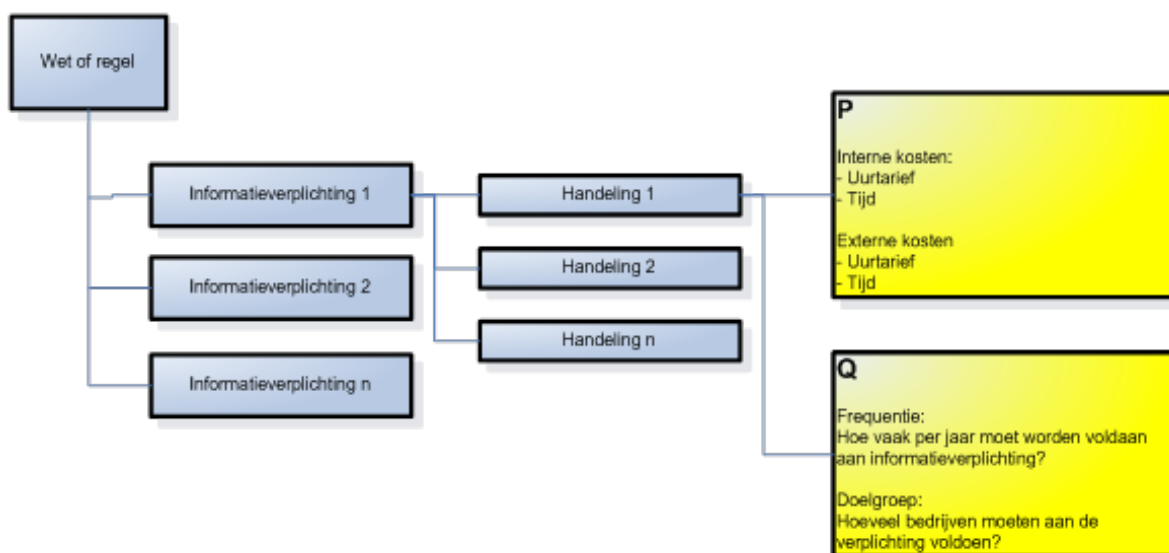 Wet of regel
Informatieverplichting 1
Informatieverplichting 2
Informatieverplichting n
Handeling 1
Handeling 2
Handeling n
P
Interne kosten:
- Uurtarief
- Tijd
Externe kosten
- Uurtarief
- Tijd
Q
Frequentie:
Hoe vaak per jaar moet worden voldaan
aan informatieverplichting?
Doelgroep:
Hoeveel bedrijven moeten aan de
verplichting voldoen?